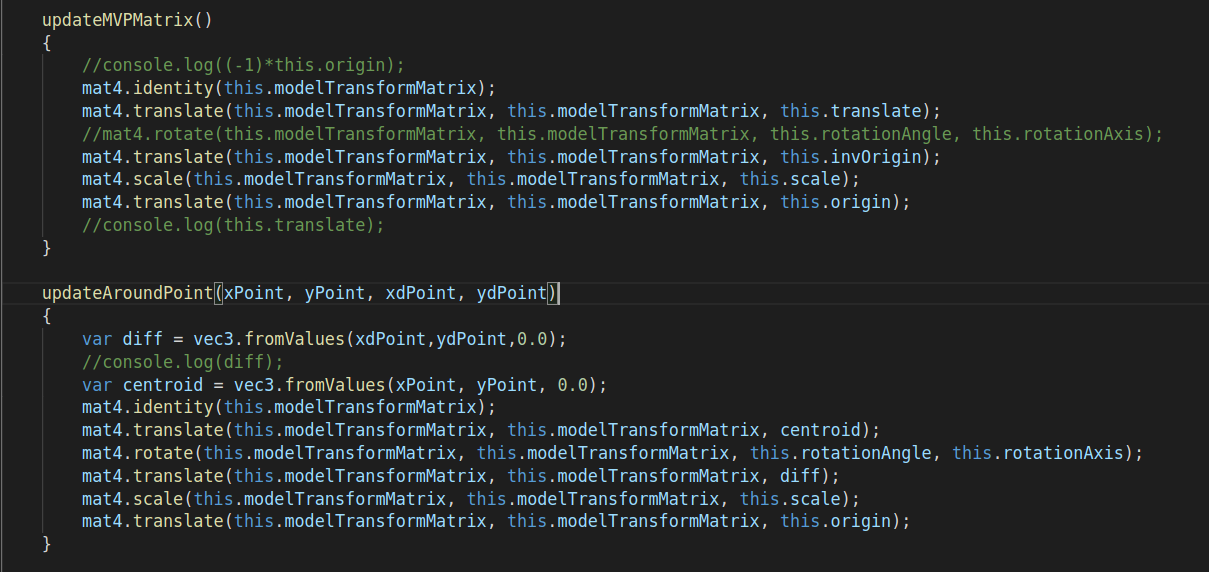 updateMVPMatrix()
{
    //console.log((-1)*this.origin);
    mat4.identity(this.modelTransformMatrix);
    mat4.translate(this.modelTransformMatrix, this.modelTransformMatrix, this.translate);
    //mat4.rotate(this.modelTransformMatrix, this.modelTransformMatrix, this.rotationAngle, this.rotationAxis);
    mat4.translate(this.modelTransformMatrix, this.modelTransformMatrix, this.invOrigin);
    mat4.scale(this.modelTransformMatrix, this.modelTransformMatrix, this.scale);
    mat4.translate(this.modelTransformMatrix, this.modelTransformMatrix, this.origin);
    //console.log(this.translate);
}

updateAroundPoint(xPoint, yPoint, xdPoint, ydPoint)
{
    var diff = vec3.fromValues(xdPoint,ydPoint,0.0);
    //console.log(diff);
    var centroid = vec3.fromValues(xPoint, yPoint, 0.0);
    mat4.identity(this.modelTransformMatrix);
    mat4.translate(this.modelTransformMatrix, this.modelTransformMatrix, centroid);
    mat4.rotate(this.modelTransformMatrix, this.modelTransformMatrix, this.rotationAngle, this.rotationAxis);
    mat4.translate(this.modelTransformMatrix, this.modelTransformMatrix, diff);
    mat4.scale(this.modelTransformMatrix, this.modelTransformMatrix, this.scale);
    mat4.translate(this.modelTransformMatrix, this.modelTransformMatrix, this.origin);
}